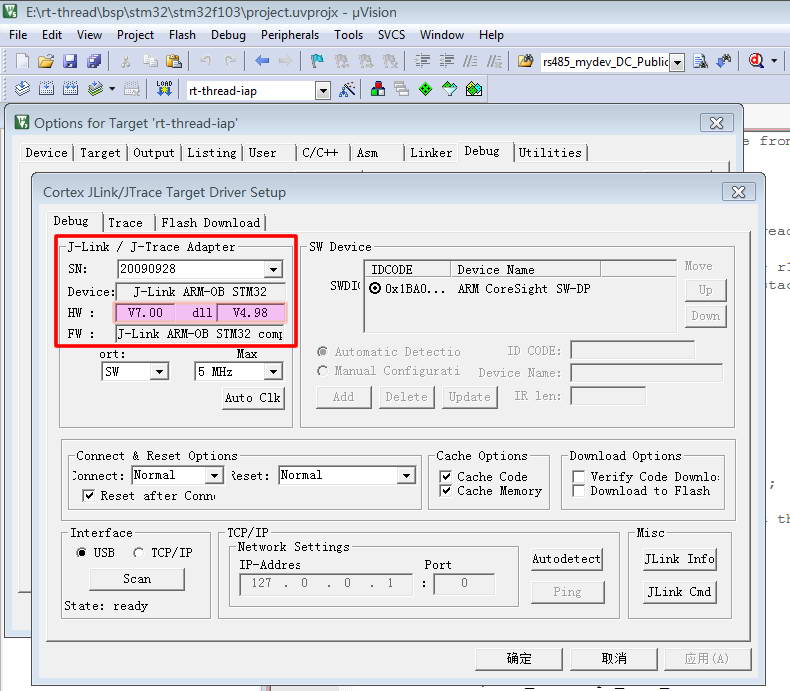 E:\rt-thread\bsp\stm32\stm32f103\project.uvprojx - µVision
File Edit View Project Flash Debug Peripherals Tools SVCS Window Help
rs485_mydev_DC_Public
LOAD rt-thread-iap
Options for Target 'rt-thread-iap'
Device Target Output Listing User C/C++ Asm Linker Debug Utilities
Cortex JLink/JTrace Target Driver Setup
Debug Trace Flash Download
J-Link / J-Trace Adapter
SN: 20090928
Device: J-Link ARM-OB STM32
HW : V7.00 dll V4.98
FW : J-Link ARM-OB STM32 comp
ort: Max
SW 5 MHz
Auto Clk
SW Device
IDCODE Device Name Move
SWDI 0x1BA0... ARM CoreSight SW-DP Up
Down
Automatic Detectio ID CODE:
Manual Configurati Device Name:
Add Delete Update IR len:
Connect & Reset Options
Connect: Normal Reset: Normal
Reset after Conn
Cache Options
Cache Code
Cache Memory
Download Options
Verify Code Downlo
Download to Flash
Interface
USB TCP/IP
Scan
State: ready
TCP/IP
Network Settings
IP-Addres Port
127 . 0 . 0 . 1 : 0
Autodetect
Ping
Misc
JLink Info
JLink Cmd
确定 取消 应用(A)